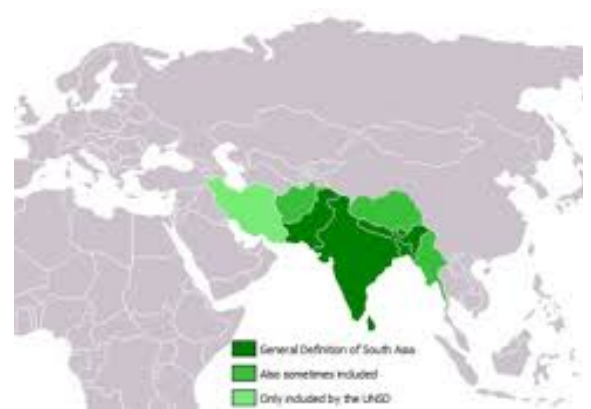 General Definition of South Asia
Also sometimes included
Only included by the UNSD